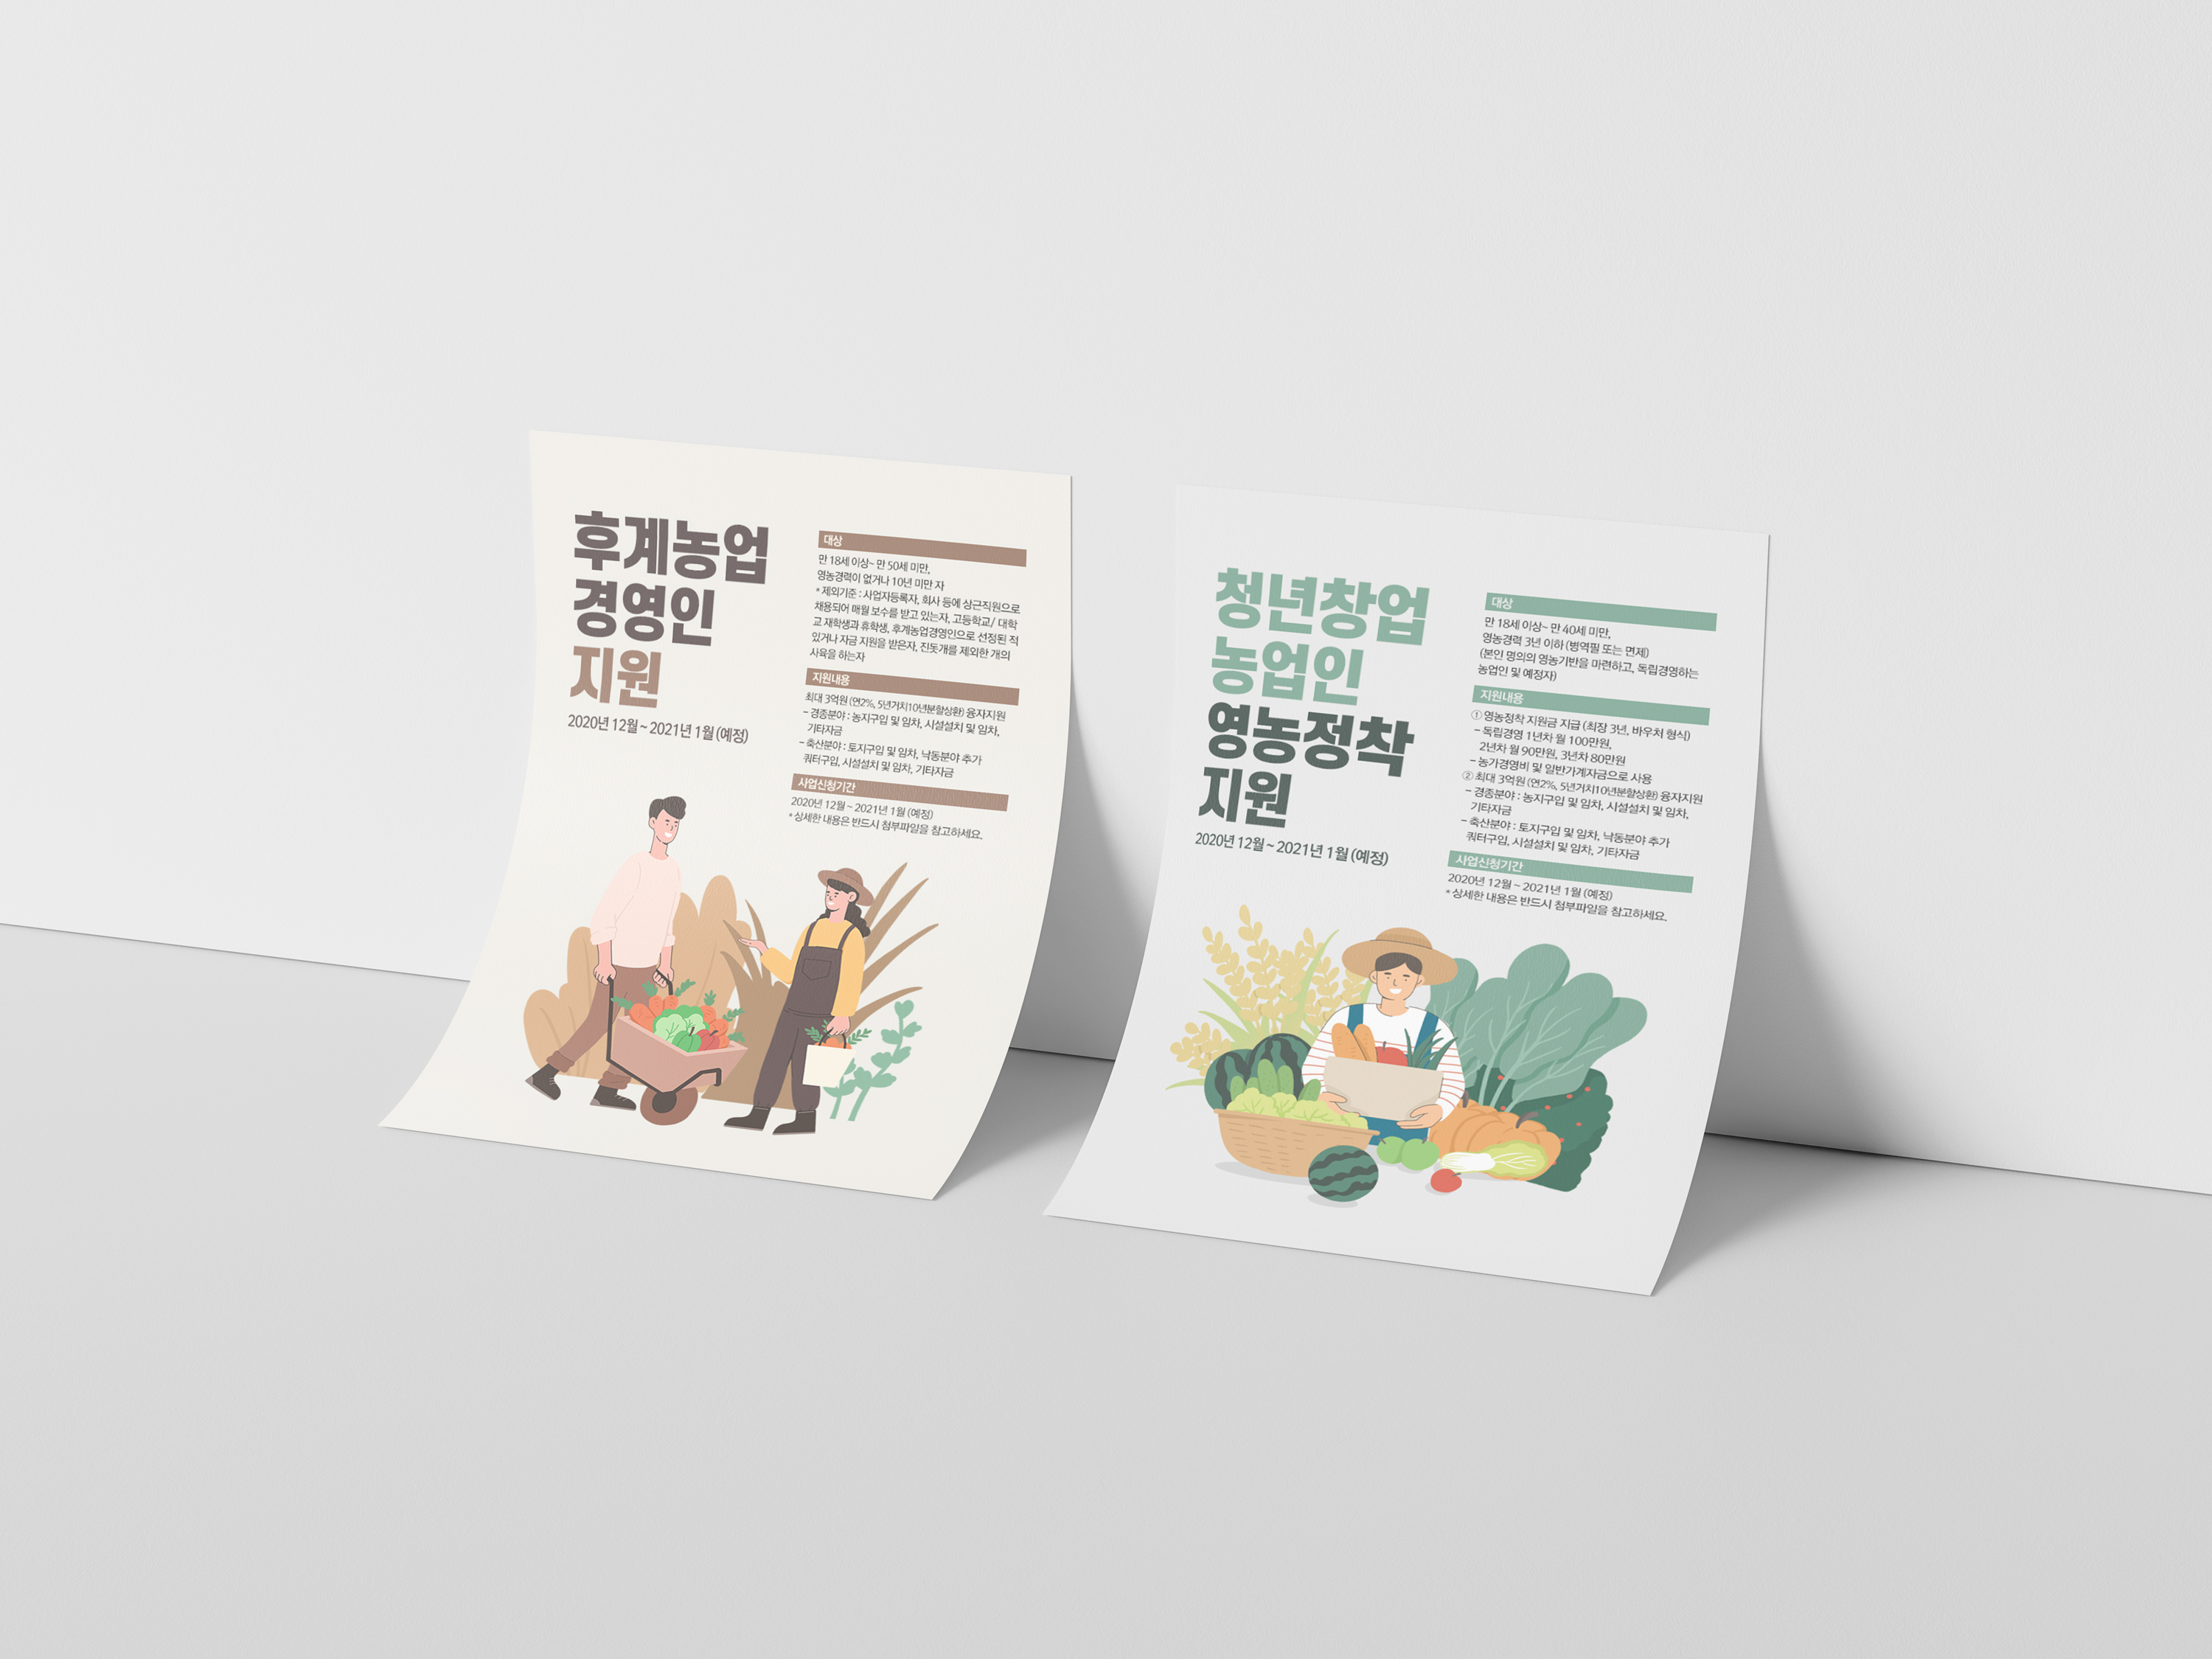 후계농업
경영인
지원
2020년 12월 ~ 2021년 1월 (예정)
대상
만 18세 이상~ 만 50세 미만,
영농경력이 없거나 10년 미만 자
* 제외기준 : 사업자등록자, 회사 등에 상근직원으로
채용되어 매월 보수를 받고 있는자, 고등학교/ 대학
교 재학생과 휴학생, 후계농업경영인으로 선정된 적
있거나 자금 지원을 받은자, 진돗개를 제외한 개의
사육을 하는자
지원내용
최대 3억원 (연2%, 5년거치10년분할상환) 융자지원
– 경종분야 : 농지구입 및 임차, 시설설치 및 임차,
기타자금
– 축산분야 : 토지구입 및 임차, 낙동분야 추가
쿼터구입, 시설설치 및 임차, 기타자금
사업신청기간
2020년 12월 ~ 2021년 1월 (예정)
* 상세한 내용은 반드시 첨부파일을 참고하세요.
청년창업
농업인
영농정착
지원
2020년 12월 ~ 2021년 1월 (예정)
대상
만 18세 이상~ 만 40세 미만,
영농경력 3년 이하 (병역필 또는 면제)
(본인 명의의 영농기반을 마련하고, 독립경영하는
농업인 및 예정자)
지원내용
① 영농정착 지원금 지급 (최장 3년, 바우처 형식)
– 독립경영 1년차 월 100만원,
2년차 월 90만원, 3년차 80만원
– 농가경영비 및 일반가계자금으로 사용
② 최대 3억원 (연2%, 5년거치10년분할상환) 융자지원
– 경종분야 : 농지구입 및 임차, 시설설치 및 임차,
기타자금
– 축산분야 : 토지구입 및 임차, 낙동분야 추가
쿼터구입, 시설설치 및 임차, 기타자금
사업신청기간
2020년 12월 ~ 2021년 1월 (예정)
* 상세한 내용은 반드시 첨부파일을 참고하세요.